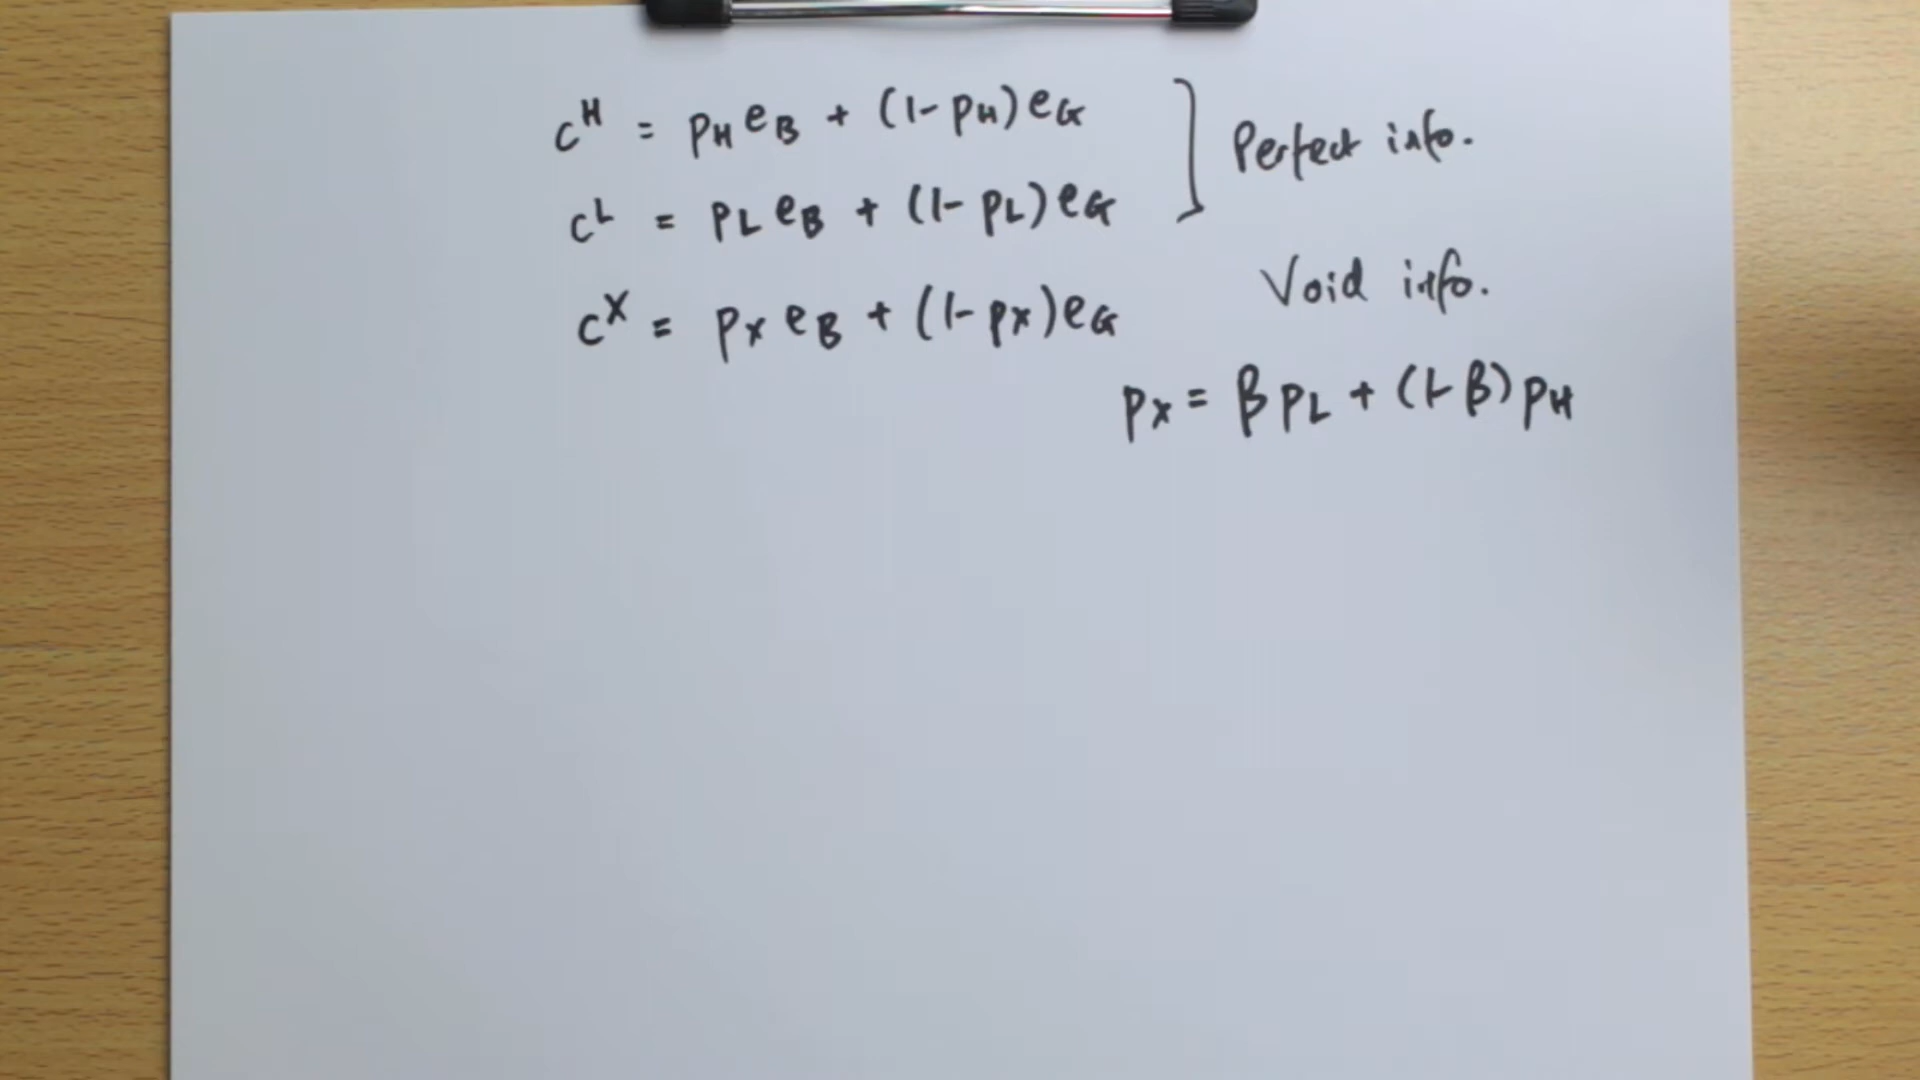 c^H = p_H e_B + (1-p_H)e_G
Perfect info.
c^L = p_L e_B + (1-p_L)e_G
Void info.
c^X = p_X e_B + (1-p_X)e_G
p_X = β p_L + (1-β) p_H